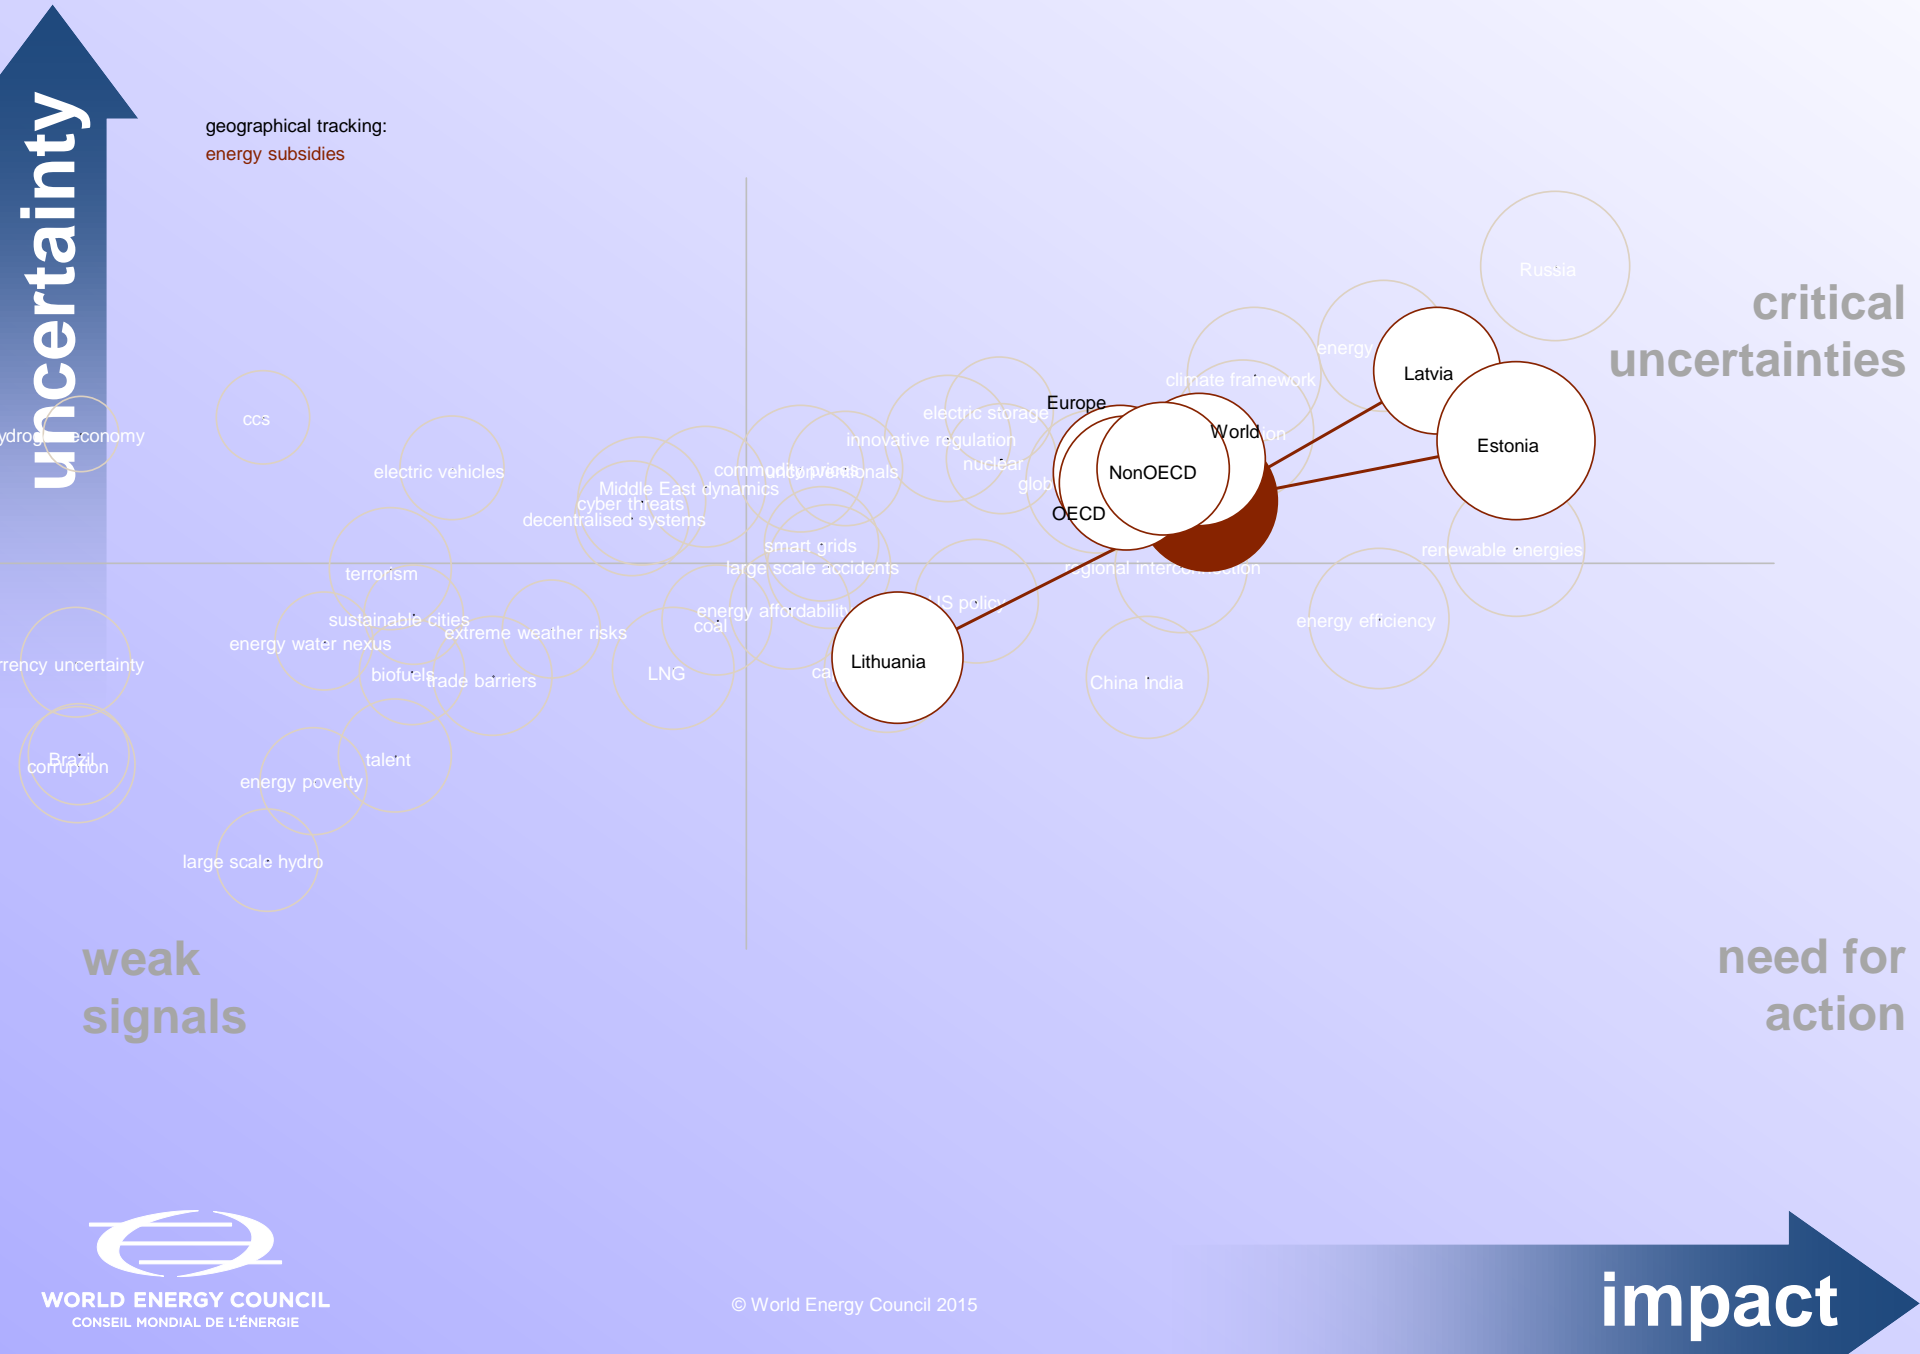 uncertainty
geographical tracking:
energy subsidies
Russia
critical
uncertainties
energy
Latvia
climate framework
Europe
electric storage
ccs
World
economy
innovative regulation
Estonia
commodity prices
unconventionals
electric vehicles
nuclear
NonOECD
Middle East dynamics
cyber threats
decentralised systems
OECD
smart grids
renewable energies
large scale accidents
regional interconnection
terrorism
US policy
energy affordability
sustainable cities
energy efficiency
coal
extreme weather risks
energy water nexus
Lithuania
uncertainty
LNG
biofuels
trade barriers
China India
Brazil
talent
corruption
energy poverty
large scale hydro
weak
signals
need for
action
WORLD ENERGY COUNCIL
CONSEIL MONDIAL DE L'ÉNERGIE
© World Energy Council 2015
impact